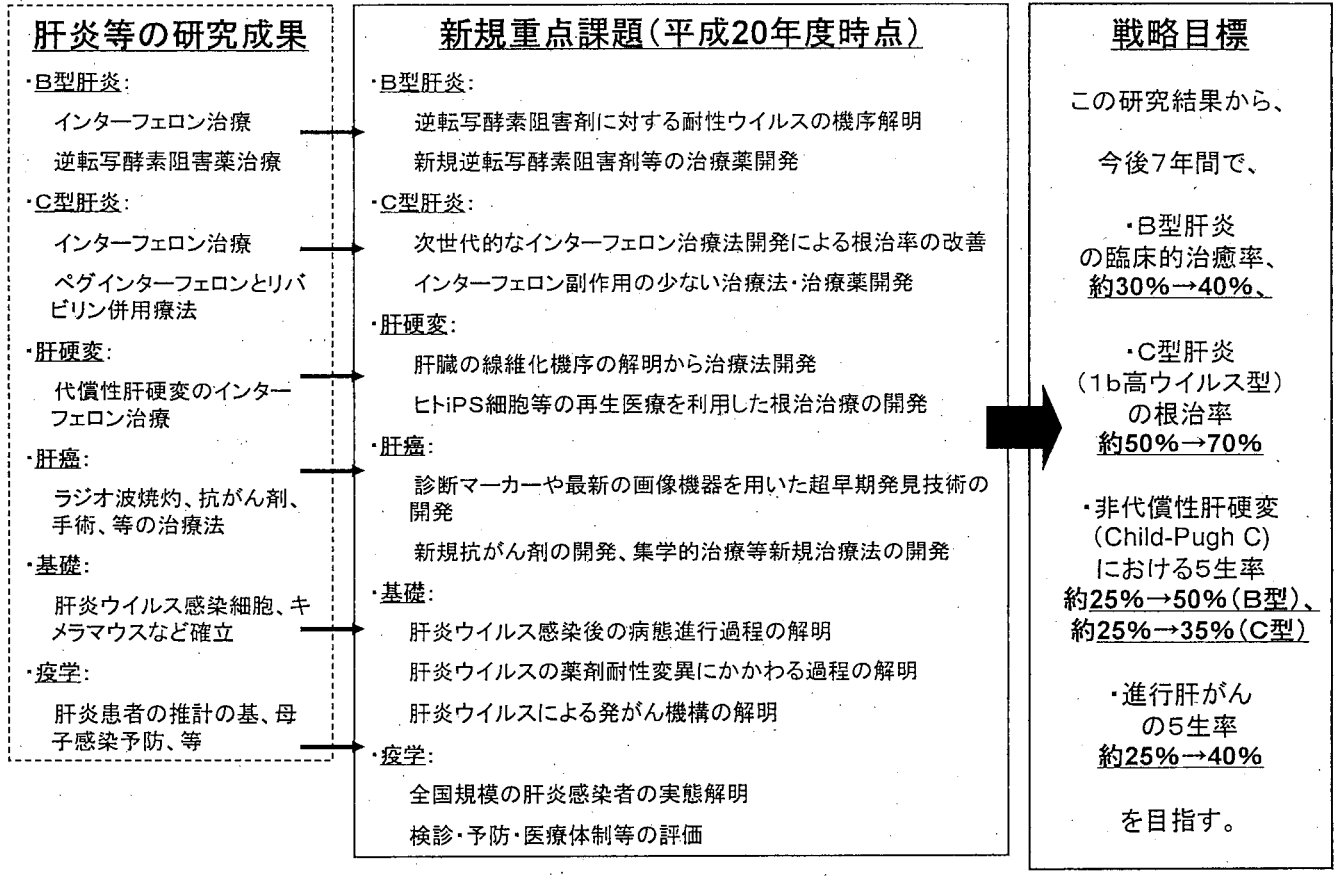 肝炎等の研究成果
・B型肝炎:
インターフェロン治療
逆転写酵素阻害薬治療
・C型肝炎:
インターフェロン治療
ペグインターフェロンとリバ
ビリン併用療法
・肝硬変:
代償性肝硬変のインター
フェロン治療
・肝癌:
ラジオ波焼灼、抗がん剤、
手術、等の治療法
・基礎:
肝炎ウイルス感染細胞、キ
メラマウスなど確立
・疫学:
肝炎患者の推計の基、母
子感染予防、等
新規重点課題(平成20年度時点)
・B型肝炎:
逆転写酵素阻害剤に対する耐性ウイルスの機序解明
新規逆転写酵素阻害剤等の治療薬開発
・C型肝炎:
次世代的なインターフェロン治療法開発による根治率の改善
インターフェロン副作用の少ない治療法・治療薬開発
・肝硬変:
肝臓の線維化機序の解明から治療法開発
ヒトiPS細胞等の再生医療を利用した根治治療の開発
・肝癌:
診断マーカーや最新の画像機器を用いた超早期発見技術の
開発
新規抗がん剤の開発、集学的治療等新規治療法の開発
・基礎:
肝炎ウイルス感染後の病態進行過程の解明
肝炎ウイルスの薬剤耐性変異にかかわる過程の解明
肝炎ウイルスによる発がん機構の解明
・疫学:
全国規模の肝炎感染者の実態解明
検診・予防・医療体制等の評価
戦略目標
この研究結果から、
今後7年間で、
・B型肝炎
の臨床的治癒率、
約30%→40%、
・C型肝炎
(1b高ウイルス型)
の根治率
約50%→70%
・非代償性肝硬変
(Child-Pugh C)
における5生率
約25%→50%(B型)、
約25%→35%(C型)
・進行肝がん
の5生率
約25%→40%
を目指す。